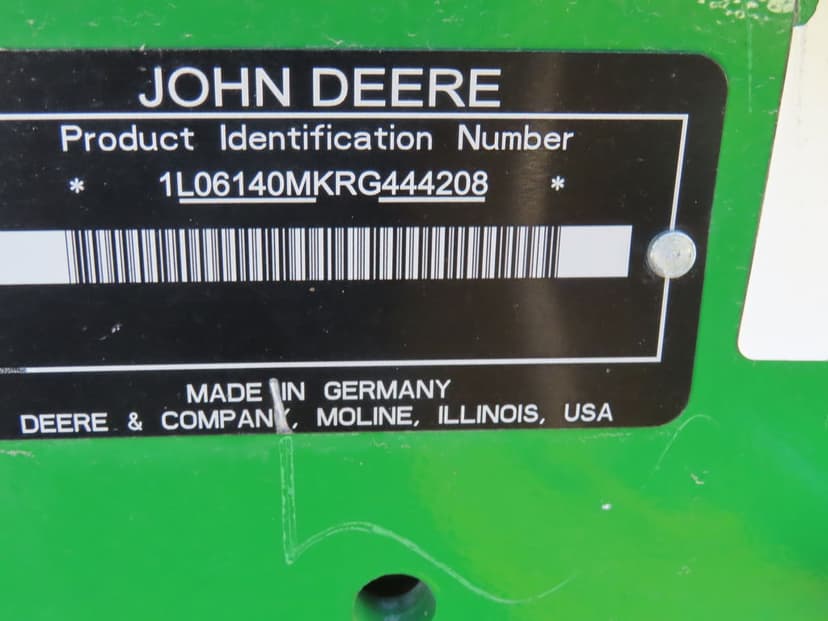 JOHN DEERE
Product Identification Number
* 1L06140MKRG444208 *
MADE IN GERMANY
DEERE & COMPANY, MOLINE, ILLINOIS, USA